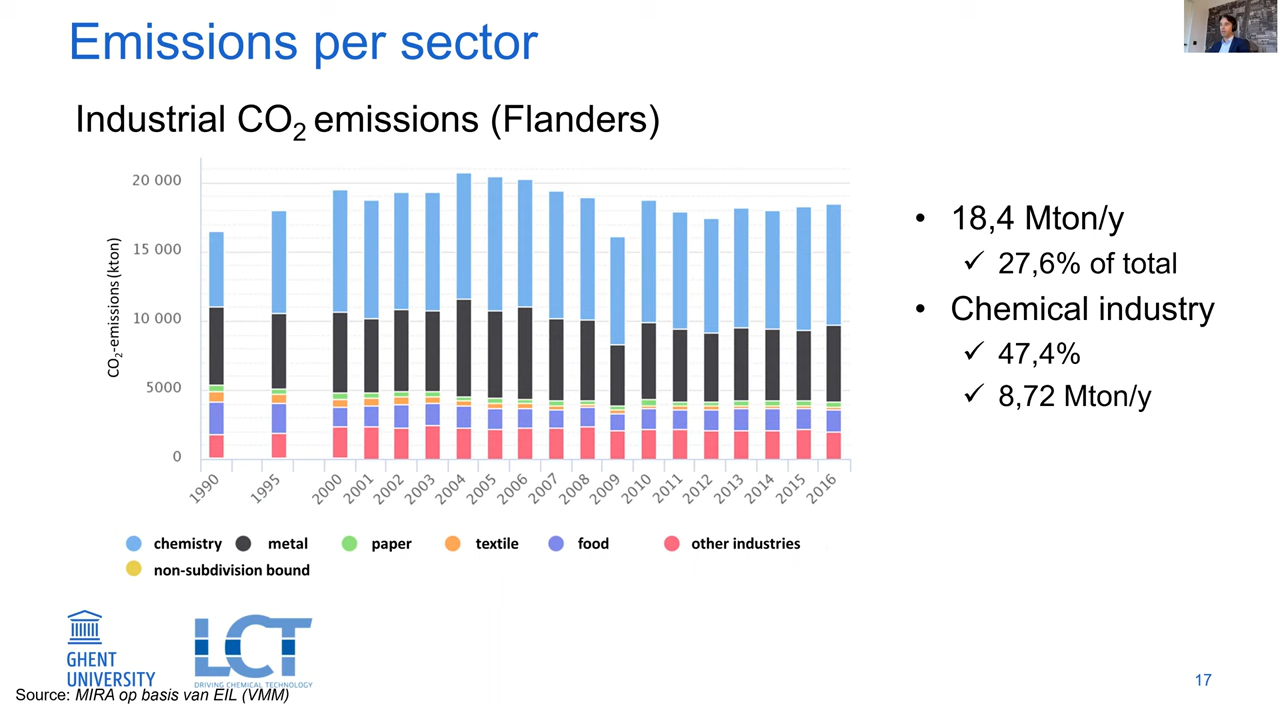 Emissions per sector
Industrial CO2 emissions (Flanders)
CO2-emissions (kton)
20 000
15 000
10 000
5000
0
1990 1995 2000 2001 2002 2003 2004 2005 2006 2007 2008 2009 2010 2011 2012 2013 2014 2015 2016
chemistry metal paper textile food other industries
non-subdivision bound
• 18,4 Mton/y
✓ 27,6% of total
• Chemical industry
✓ 47,4%
✓ 8,72 Mton/y
GHENT
UNIVERSITY
LCT
DRIVING CHEMICAL TECHNOLOGY
Source: MIRA op basis van EIL (VMM)
17